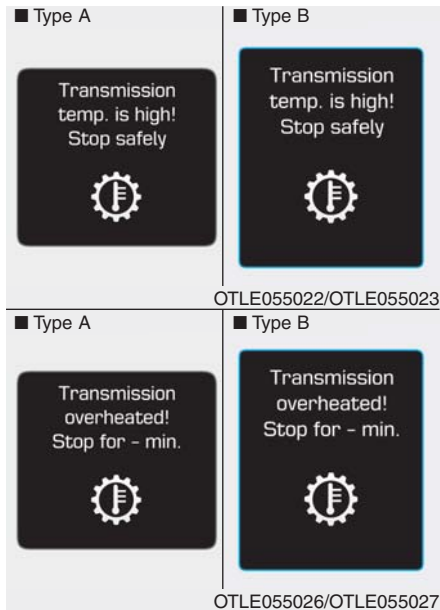 ■ Type A
■ Type B
Transmission
temp. is high!
Stop safely
Transmission
temp. is high!
Stop safely
OTLE055022/OTLE055023
■ Type A
■ Type B
Transmission
overheated!
Stop for - min.
Transmission
overheated!
Stop for - min.
OTLE055026/OTLE055027